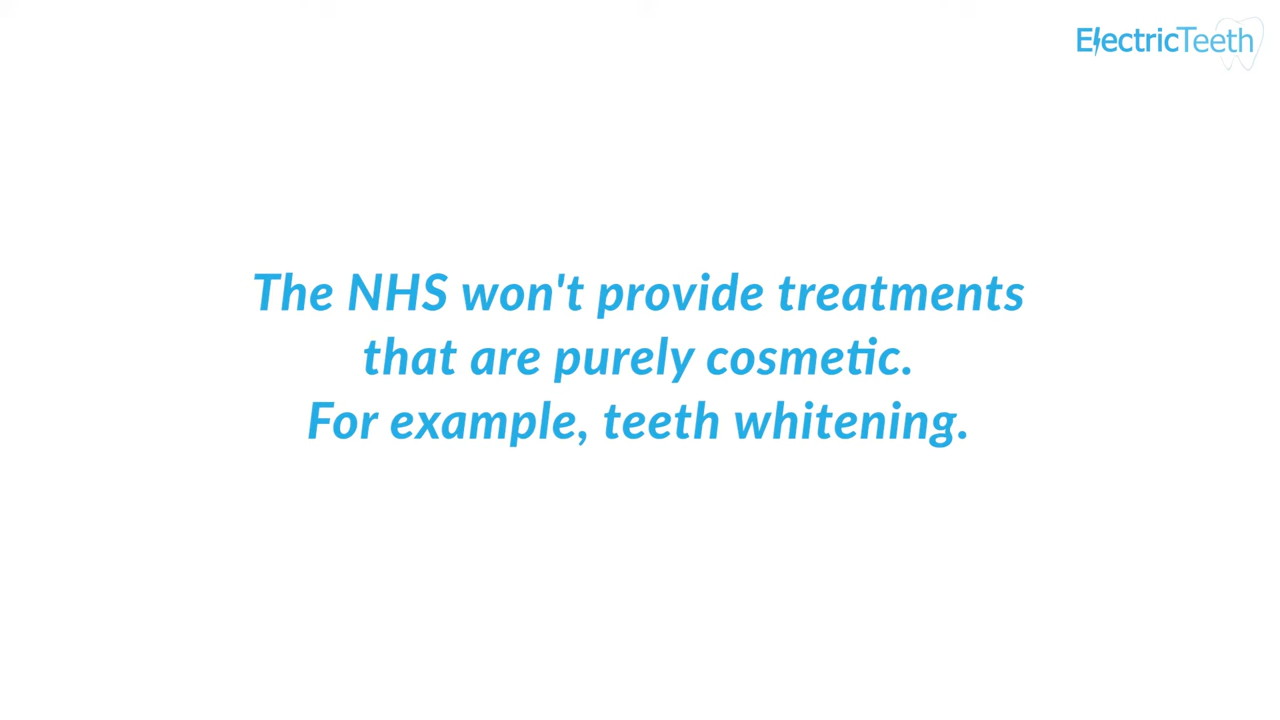 ElectricTeeth
The NHS won't provide treatments
that are purely cosmetic.
For example, teeth whitening.